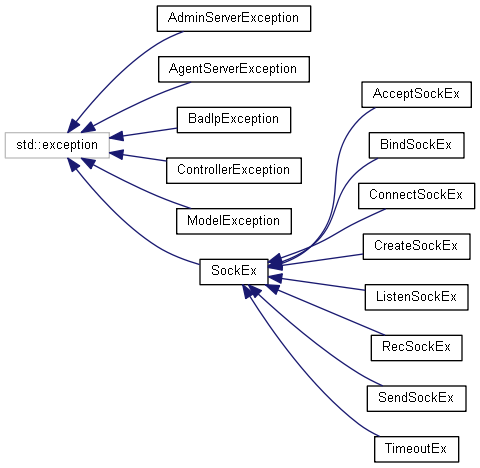 AdminServerException
AgentServerException
BadIpException
std::exception
ControllerException
ModelException
SockEx
AcceptSockEx
BindSockEx
ConnectSockEx
CreateSockEx
ListenSockEx
RecSockEx
SendSockEx
TimeoutEx